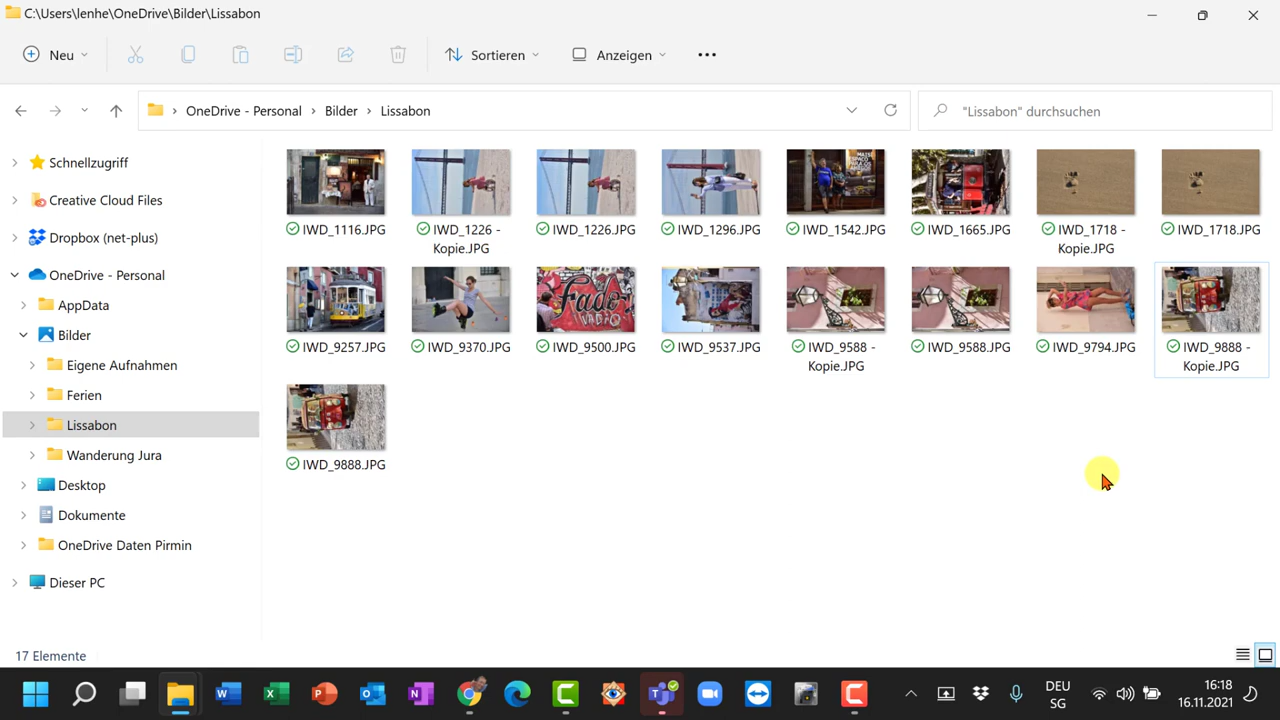 C:\Users\lenhe\OneDrive\Bilder\Lissabon
Neu
Sortieren
Anzeigen
OneDrive - Personal
Bilder
Lissabon
"Lissabon" durchsuchen
Schnellzugriff
Creative Cloud Files
Dropbox (net-plus)
OneDrive - Personal
AppData
Bilder
Eigene Aufnahmen
Ferien
Lissabon
Wanderung Jura
Desktop
Dokumente
OneDrive Daten Pirmin
Dieser PC
IWD_1116.JPG
IWD_1226 -
Kopie.JPG
IWD_1226.JPG
IWD_1296.JPG
IWD_1542.JPG
IWD_1665.JPG
IWD_1718 -
Kopie.JPG
IWD_1718.JPG
IWD_9257.JPG
IWD_9370.JPG
Fado
VADIO
IWD_9500.JPG
IWD_9537.JPG
IWD_9588 -
Kopie.JPG
IWD_9588.JPG
IWD_9794.JPG
IWD_9888 -
Kopie.JPG
IWD_9888.JPG
17 Elemente
DEU
SG
16:18
16.11.2021